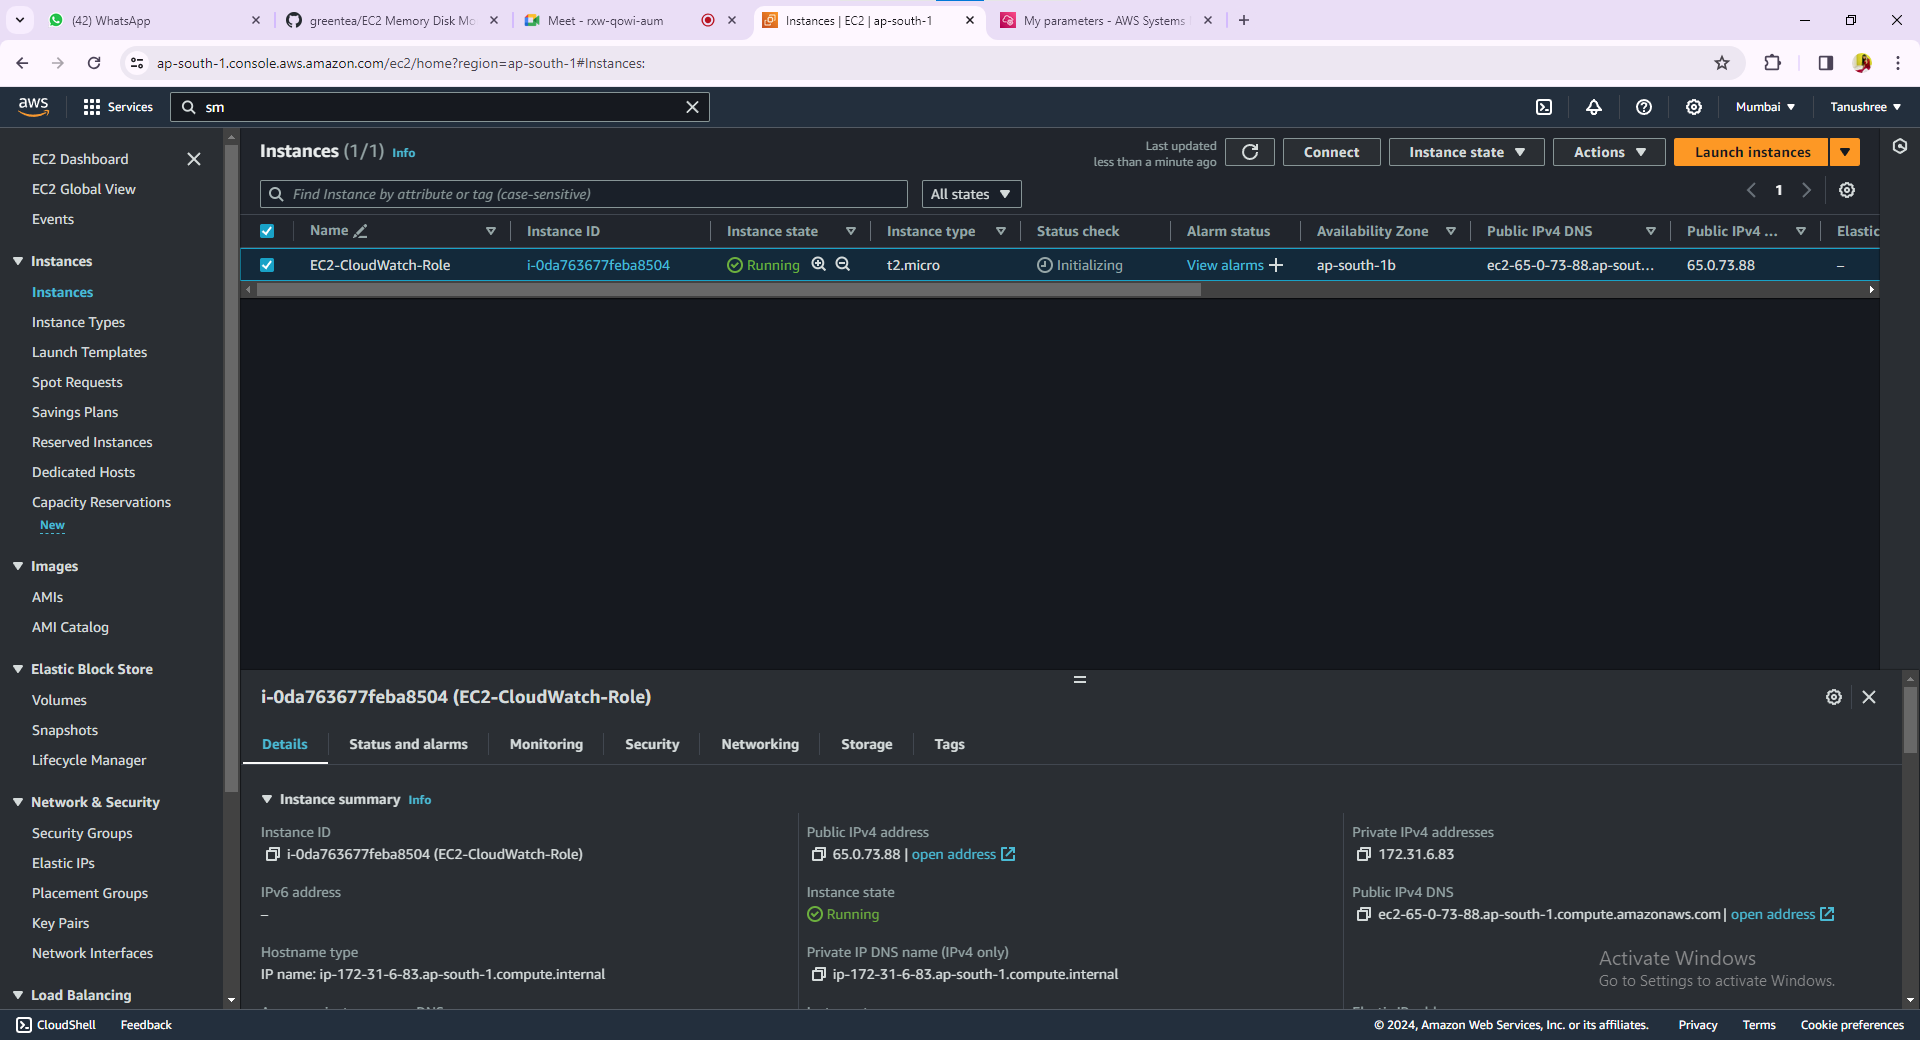 (42) WhatsApp
greentea/EC2 Memory Disk Mo
Meet - rxw-qowi-aum
Instances | EC2 | ap-south-1
My parameters - AWS Systems
ap-south-1.console.aws.amazon.com/ec2/home?region=ap-south-1#Instances:
aws
Services
sm
Mumbai
Tanushree
EC2 Dashboard
EC2 Global View
Events
Instances
Instances
Instance Types
Launch Templates
Spot Requests
Savings Plans
Reserved Instances
Dedicated Hosts
Capacity Reservations
New
Images
AMIs
AMI Catalog
Elastic Block Store
Volumes
Snapshots
Lifecycle Manager
Network & Security
Security Groups
Elastic IPs
Placement Groups
Key Pairs
Network Interfaces
Load Balancing
Instances (1/1) Info
Last updated
less than a minute ago
Connect
Instance state
Actions
Launch instances
Find Instance by attribute or tag (case-sensitive)
All states
1
Name Instance ID Instance state Instance type Status check Alarm status Availability Zone Public IPv4 DNS Public IPv4 ... Elastic
EC2-CloudWatch-Role i-0da763677feba8504 Running t2.micro Initializing View alarms + ap-south-1b ec2-65-0-73-88.ap-sout... 65.0.73.88 –
i-0da763677feba8504 (EC2-CloudWatch-Role)
Details Status and alarms Monitoring Security Networking Storage Tags
Instance summary Info
Instance ID
i-0da763677feba8504 (EC2-CloudWatch-Role)
Public IPv4 address
65.0.73.88 | open address
Private IPv4 addresses
172.31.6.83
IPv6 address
–
Instance state
Running
Public IPv4 DNS
ec2-65-0-73-88.ap-south-1.compute.amazonaws.com | open address
Hostname type
IP name: ip-172-31-6-83.ap-south-1.compute.internal
Private IP DNS name (IPv4 only)
ip-172-31-6-83.ap-south-1.compute.internal
Activate Windows
Go to Settings to activate Windows.
CloudShell
Feedback
© 2024, Amazon Web Services, Inc. or its affiliates.
Privacy
Terms
Cookie preferences